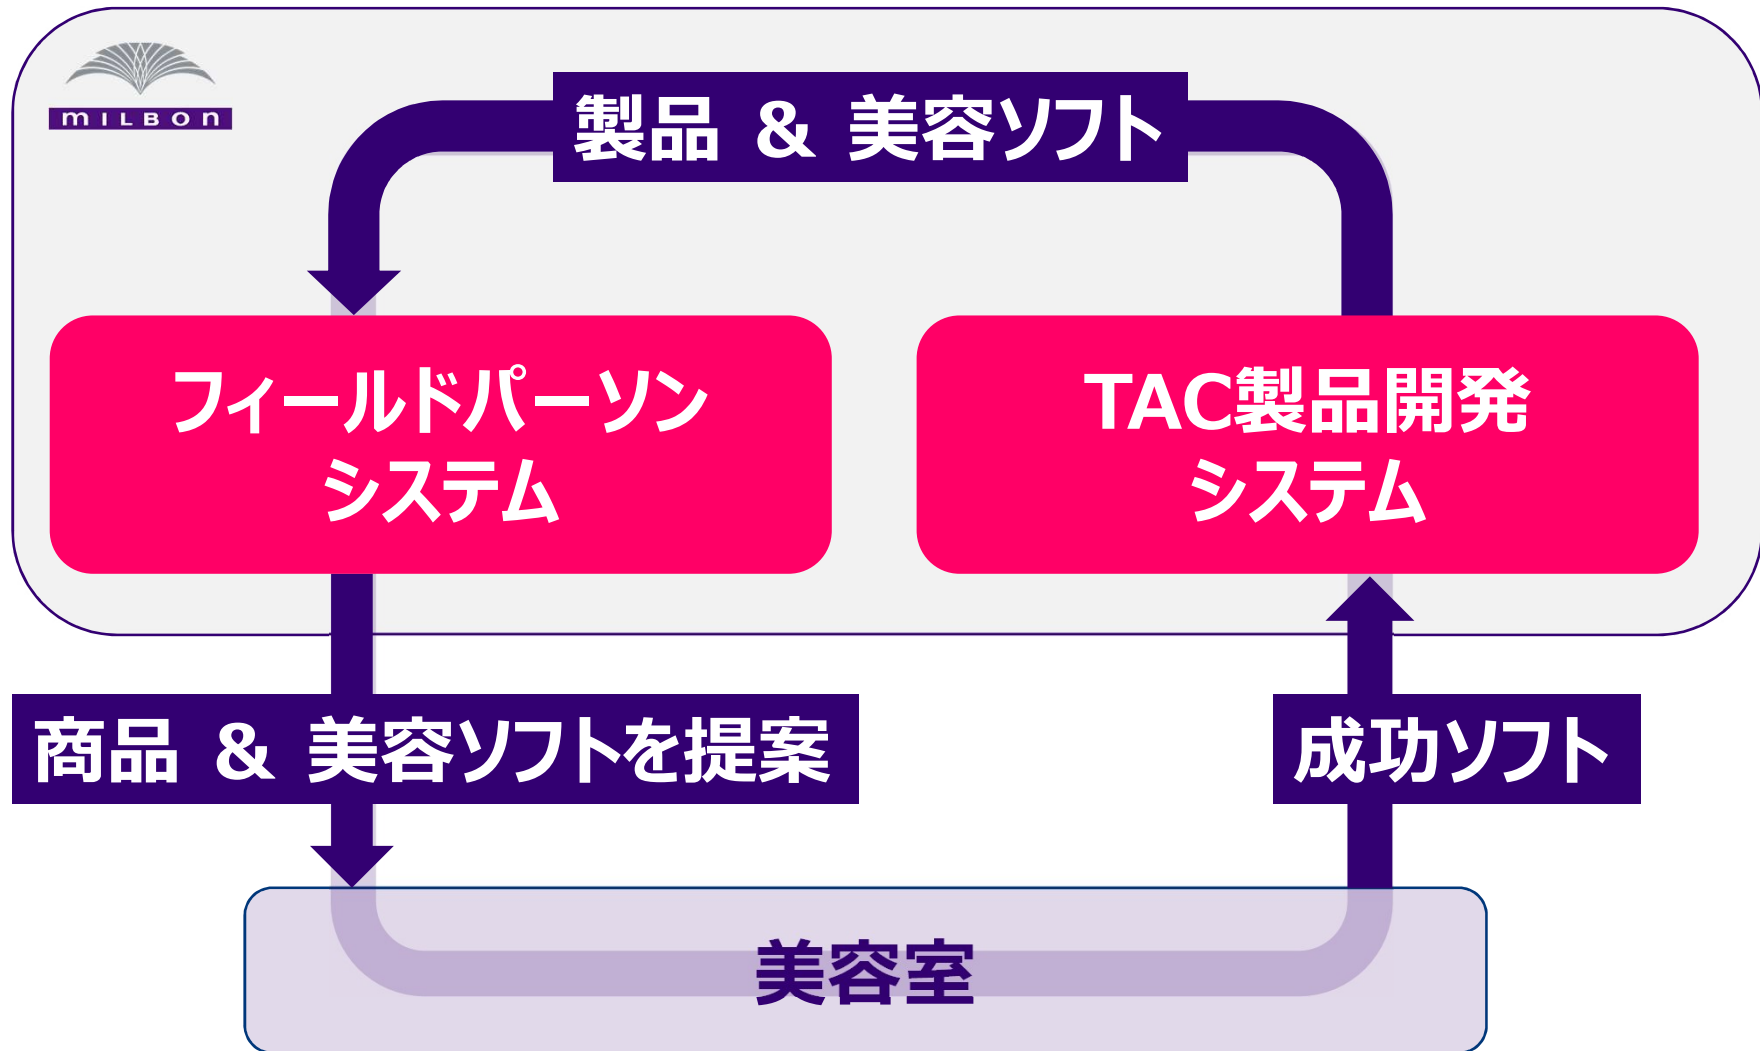 MILBON
製品 & 美容ソフト
フィールドパーソン
システム
TAC製品開発
システム
商品 & 美容ソフトを提案
成功ソフト
美容室